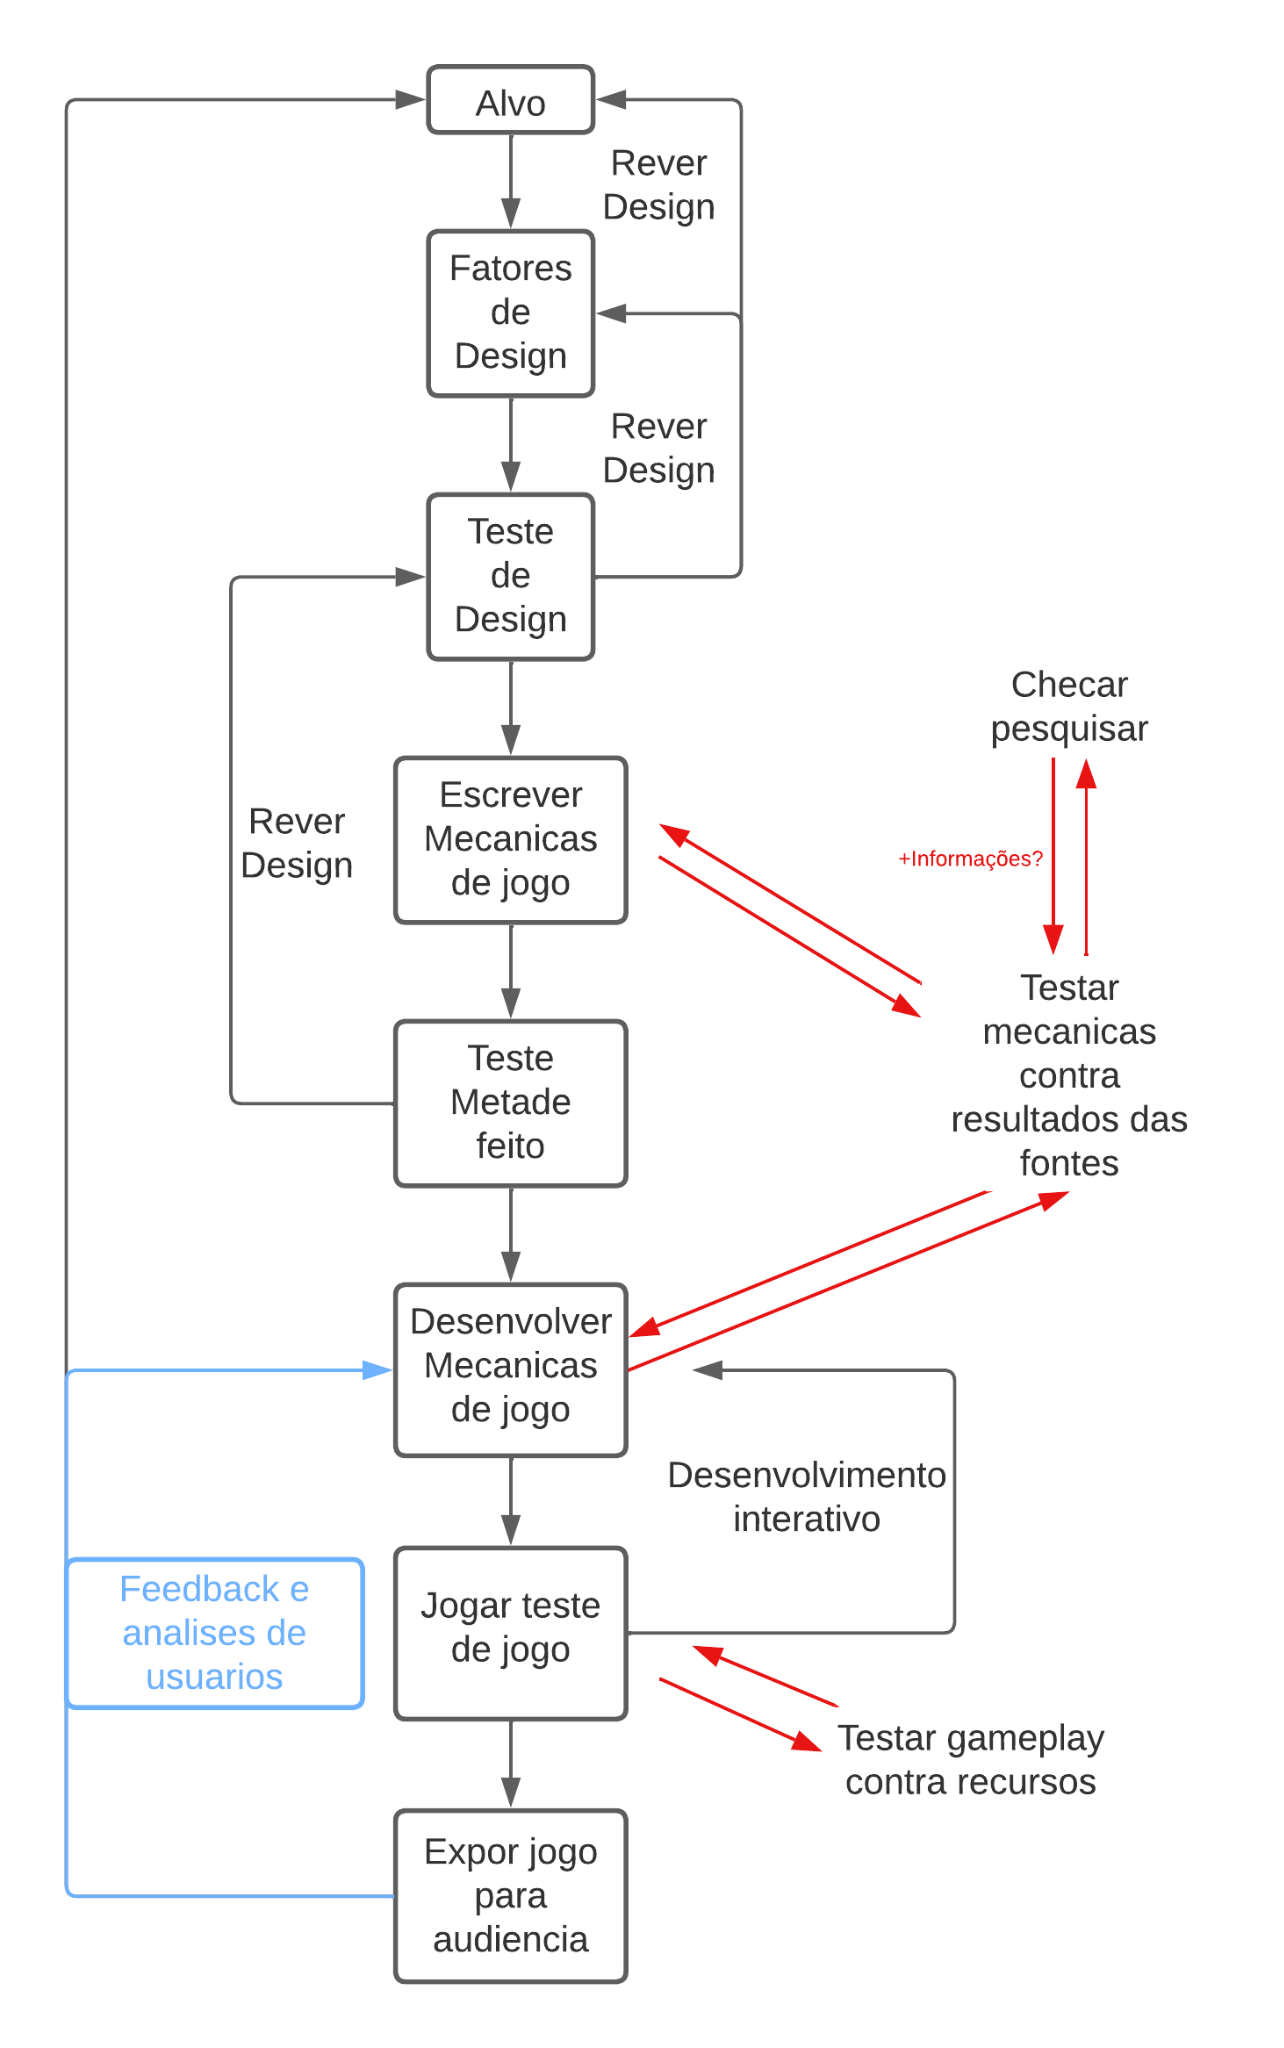 Alvo
Rever
Design
Fatores
de
Design
Rever
Design
Teste
de
Design
Checar
pesquisar
Escrever
Mecanicas
de jogo
Rever
Design
+Informações?
Testar
mecanicas
contra
resultados das
fontes
Teste
Metade
feito
Desenvolver
Mecanicas
de jogo
Desenvolvimento
interativo
Feedback e
analises de
usuarios
Jogar teste
de jogo
Testar gameplay
contra recursos
Expor jogo
para
audiencia